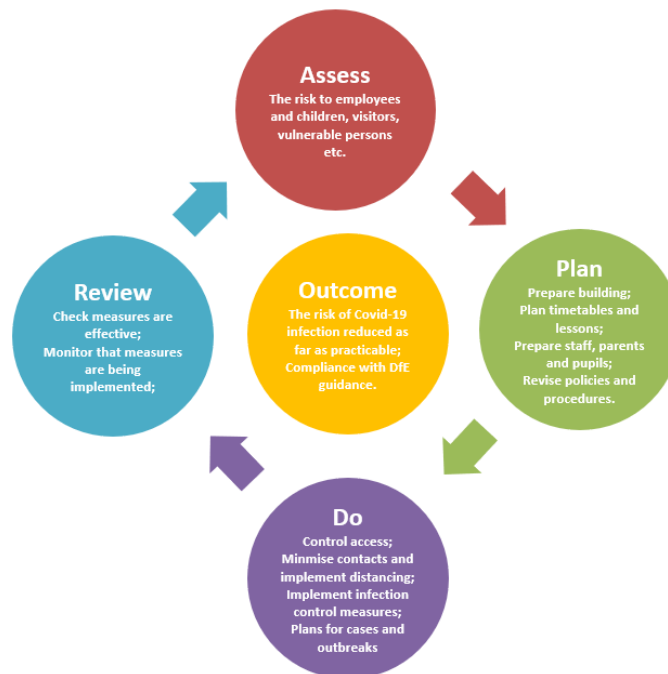 Assess
The risk to employees
and children, visitors,
vulnerable persons
etc.
Plan
Prepare building;
Plan timetables and
lessons;
Prepare staff, parents
and pupils;
Revise policies and
procedures.
Do
Control access;
Minmise contacts and
implement distancing;
Implement infection
control measures;
Plans for cases and
outbreaks
Review
Check measures are
effective;
Monitor that measures
are being
implemented;
Outcome
The risk of Covid-19
infection reduced as
far as practicable;
Compliance with DfE
guidance.